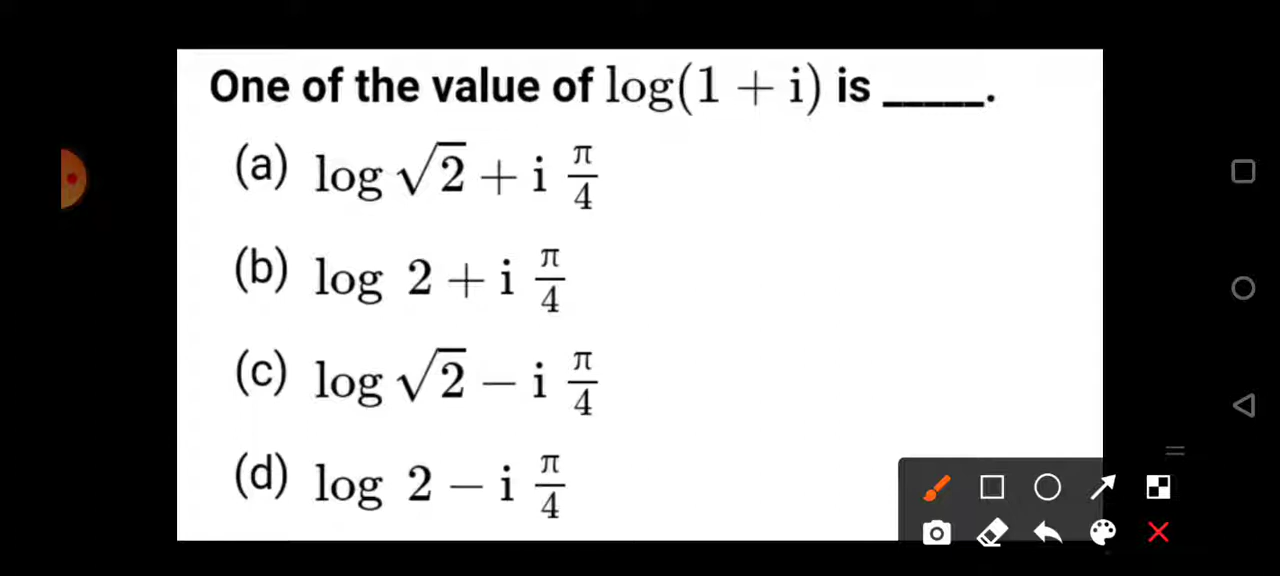 One of the value of log(1 + i) is _____.
(a) log √2 + i π/4
(b) log 2 + i π/4
(c) log √2 − i π/4
(d) log 2 − i π/4